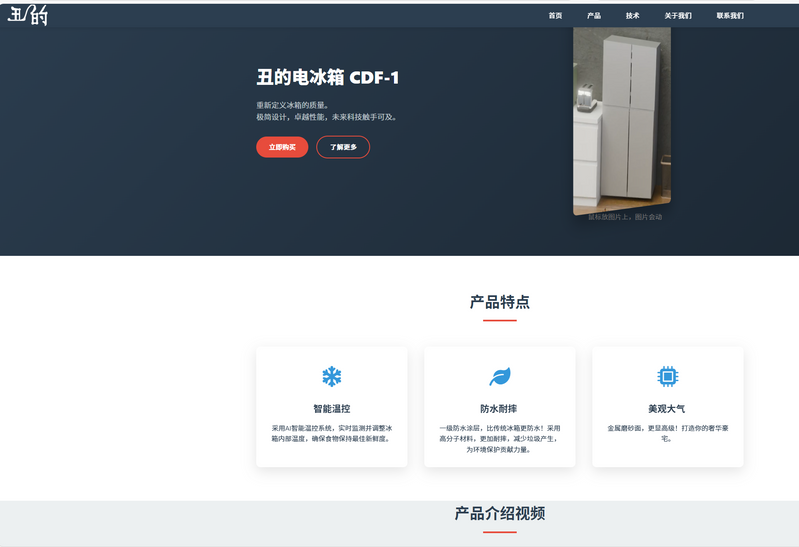 丑的
首页 产品 技术 关于我们 联系我们
丑的电冰箱 CDF-1
重新定义冰箱的质量。
极简设计，卓越性能，未来科技触手可及。
立即购买 了解更多
鼠标放图片上，图片会动
产品特点
智能温控
采用AI智能温控系统，实时监测并调整冰
箱内部温度，确保食物保持最佳新鲜度。
防水耐摔
一级防水涂层，比传统冰箱更防水！采用
高分子材料，更加耐摔，减少垃圾产生，
为环境保护贡献力量。
美观大气
金属磨砂面，更显高级！打造你的奢华豪
宅。
产品介绍视频